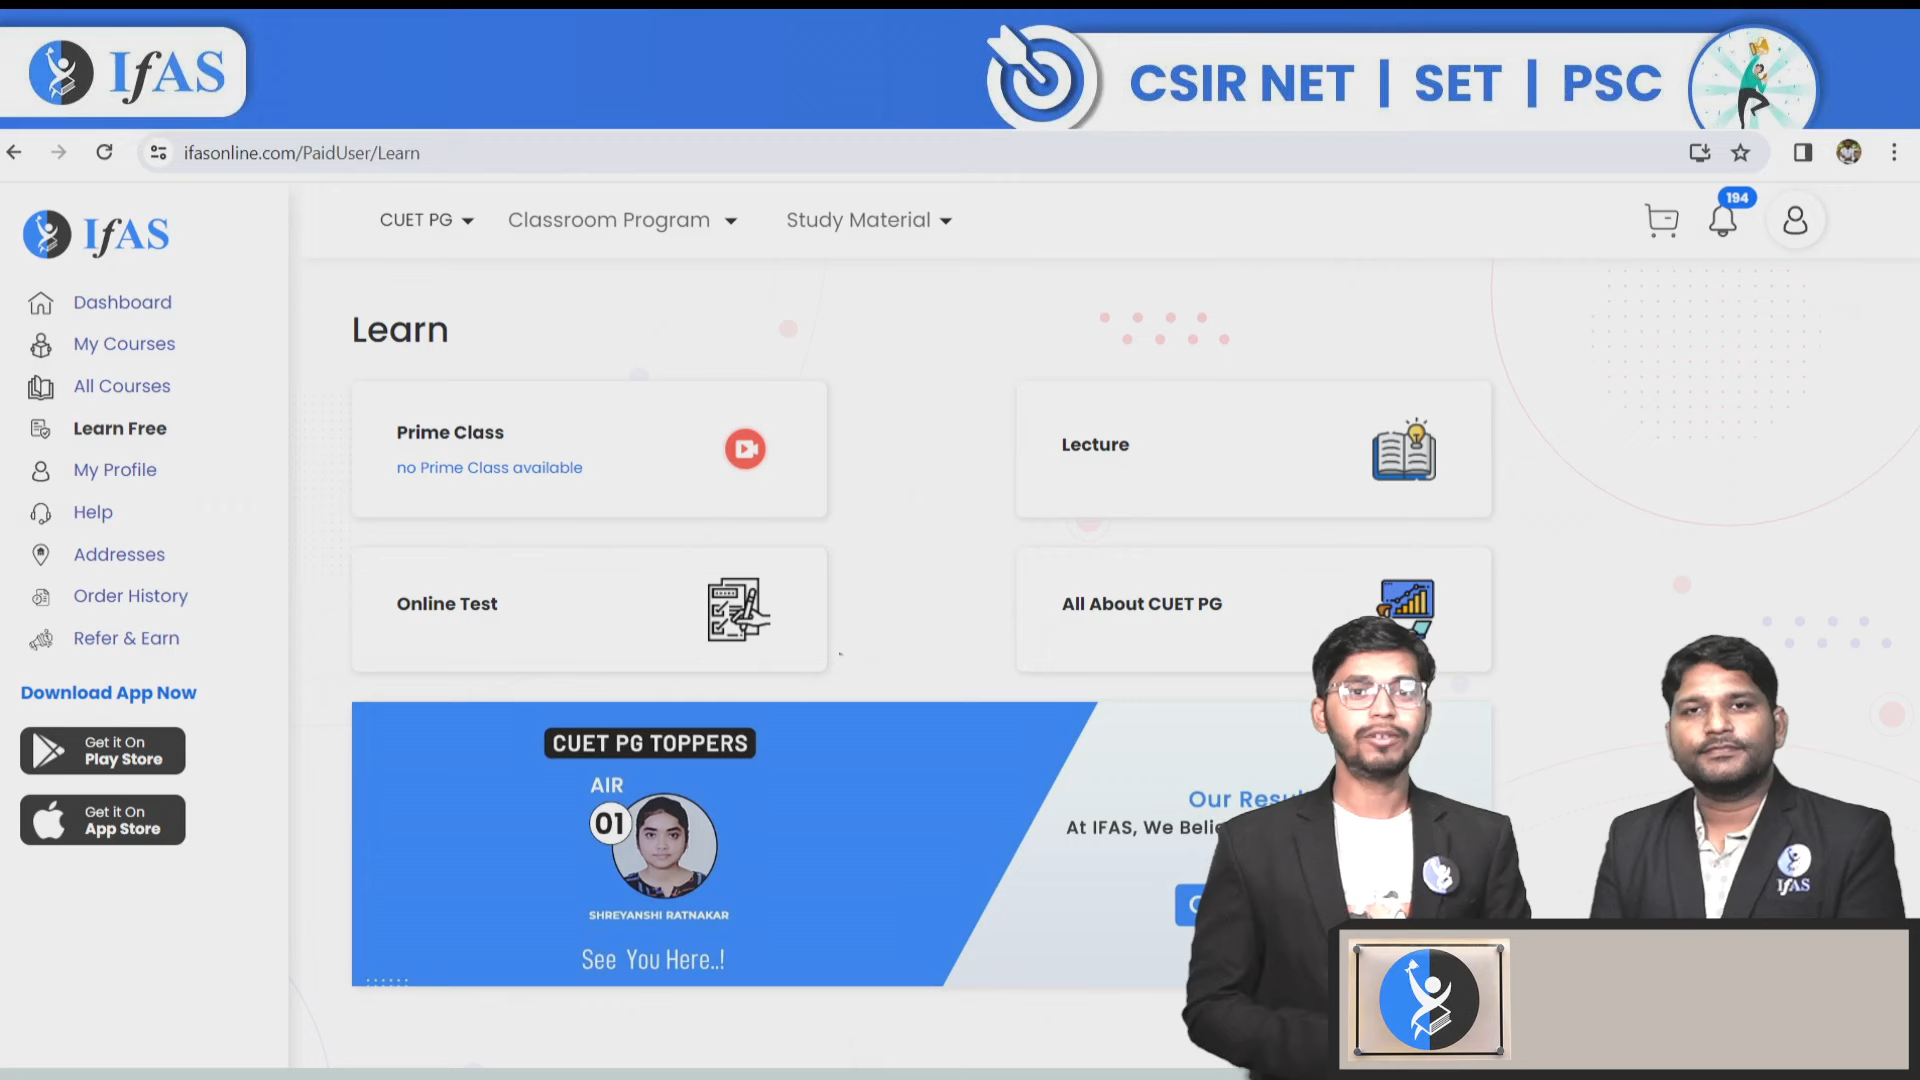 IfAS
CSIR NET | SET | PSC
ifasonline.com/PaidUser/Learn
IfAS
CUET PG
Classroom Program
Study Material
194
Dashboard
My Courses
All Courses
Learn Free
My Profile
Help
Addresses
Order History
Refer & Earn
Download App Now
Get it On
Play Store
Get it On
App Store
Learn
Prime Class
no Prime Class available
Lecture
Online Test
All About CUET PG
CUET PG TOPPERS
AIR
01
SHREYANSHI RATNAKAR
See You Here..!
Our
At IFAS, We
IfAS